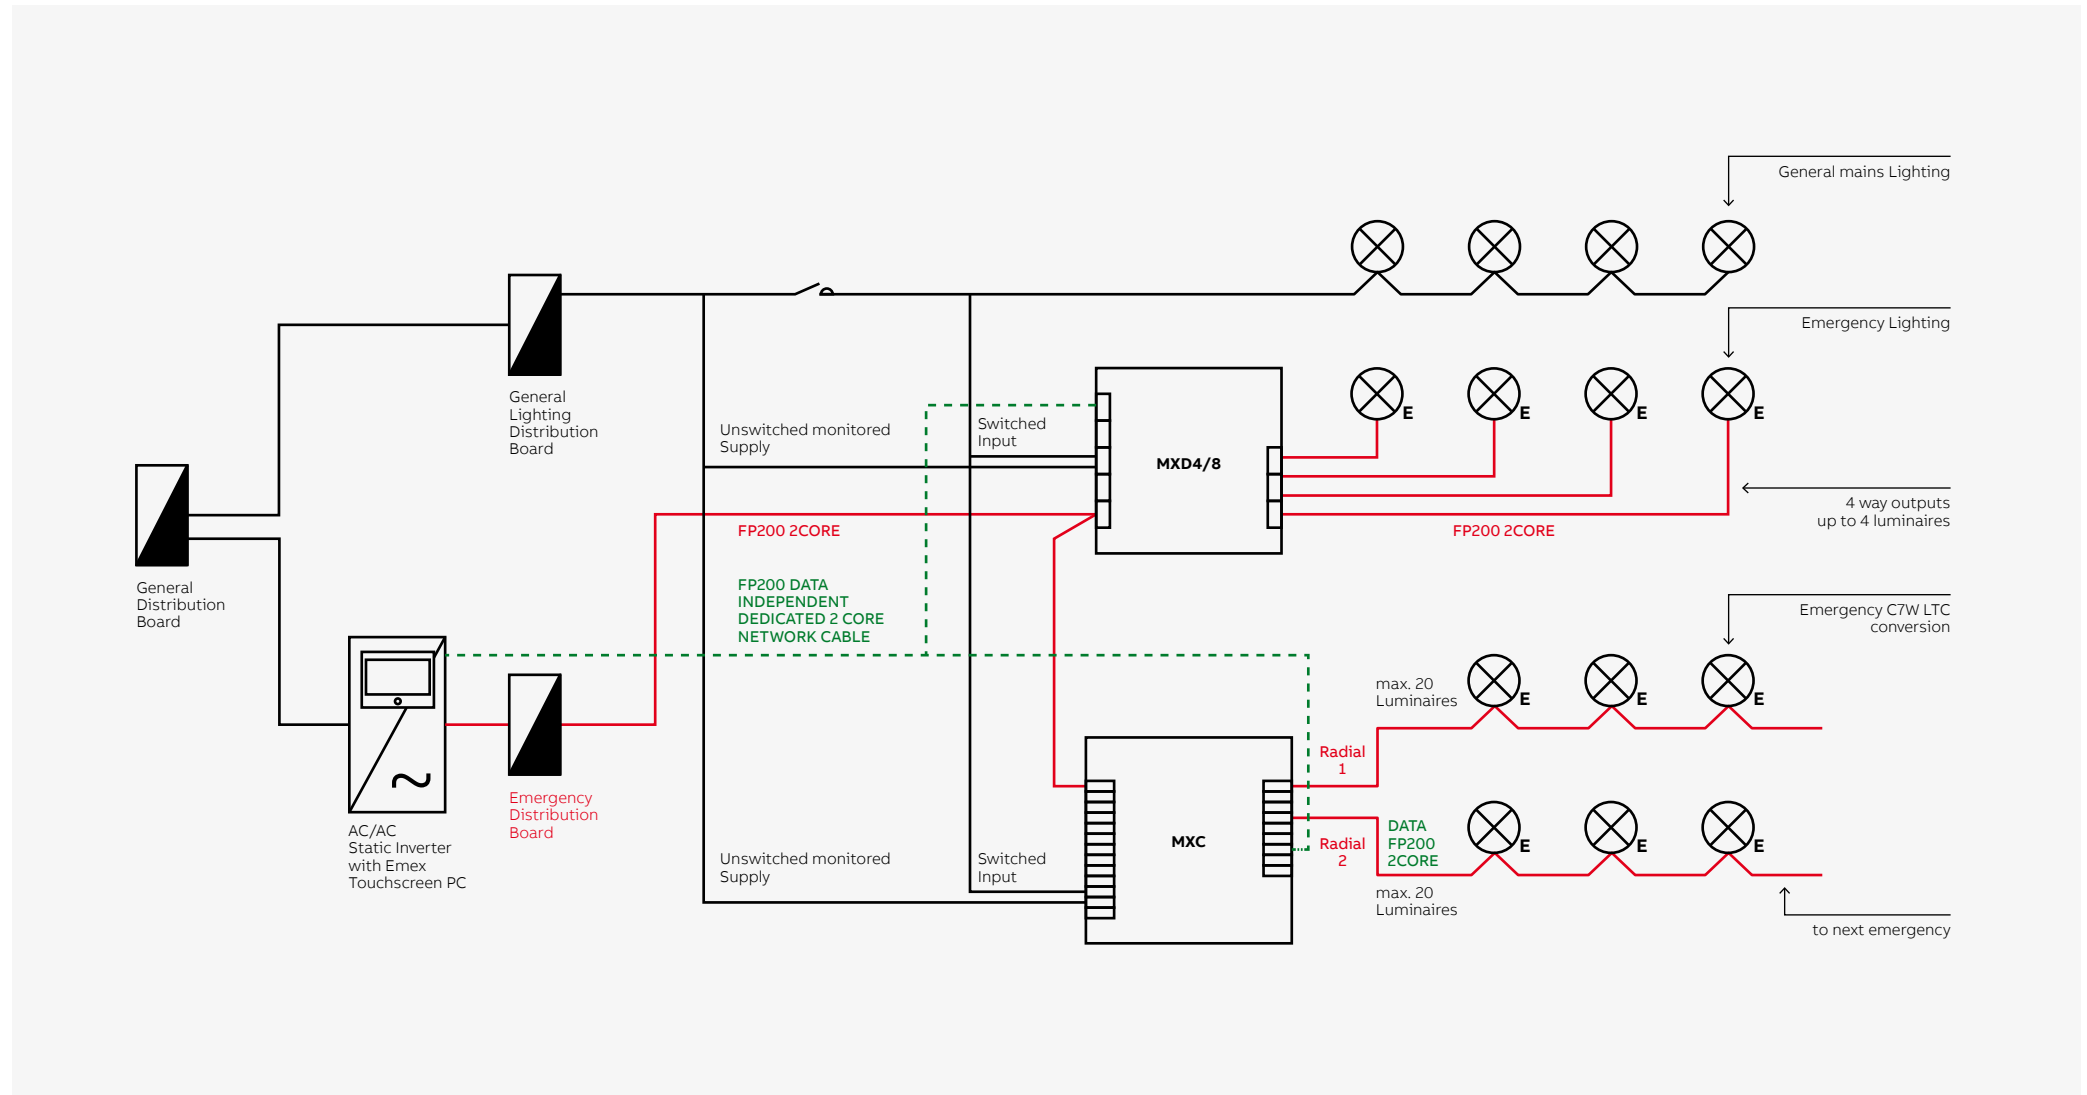 General mains Lighting
Emergency Lighting
General
Lighting
Distribution
Board
Unswitched monitored
Supply
Switched
Input
MXD4/8
E
E
E
E
4 way outputs
up to 4 luminaires
FP200 2CORE
FP200 2CORE
General
Distribution
Board
FP200 DATA
INDEPENDENT
DEDICATED 2 CORE
NETWORK CABLE
Emergency C7W LTC
conversion
max. 20
Luminaires
E
E
E
Radial
1
Emergency
Distribution
Board
AC/AC
Static Inverter
with Emex
Touchscreen PC
~
Unswitched monitored
Supply
Switched
Input
MXC
Radial
2
DATA
FP200
2CORE
E
E
E
max. 20
Luminaires
to next emergency